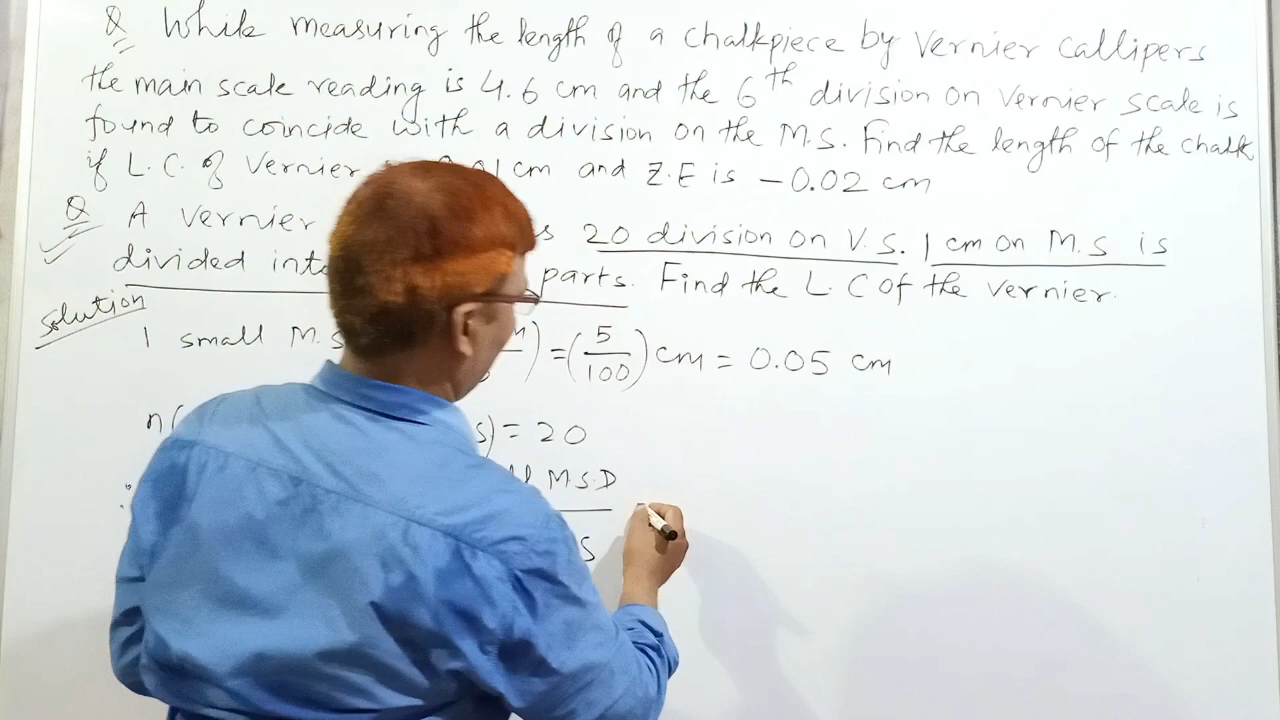 Q While measuring the length of a chalkpiece by Vernier Callipers
the main scale reading is 4.6 cm and the 6th division on Vernier scale is
found to coincide with a division on the M.S. Find the length of the chalk
if L.C. of Vernier cm and Z.E is -0.02 cm
Q A vernier 20 division on V.S. 1 cm on M.S is
divided into parts. Find the L.C of the vernier.
Solution
1 small M.S = (5/100) cm = 0.05 cm
n( s) = 20
M.S.D
S